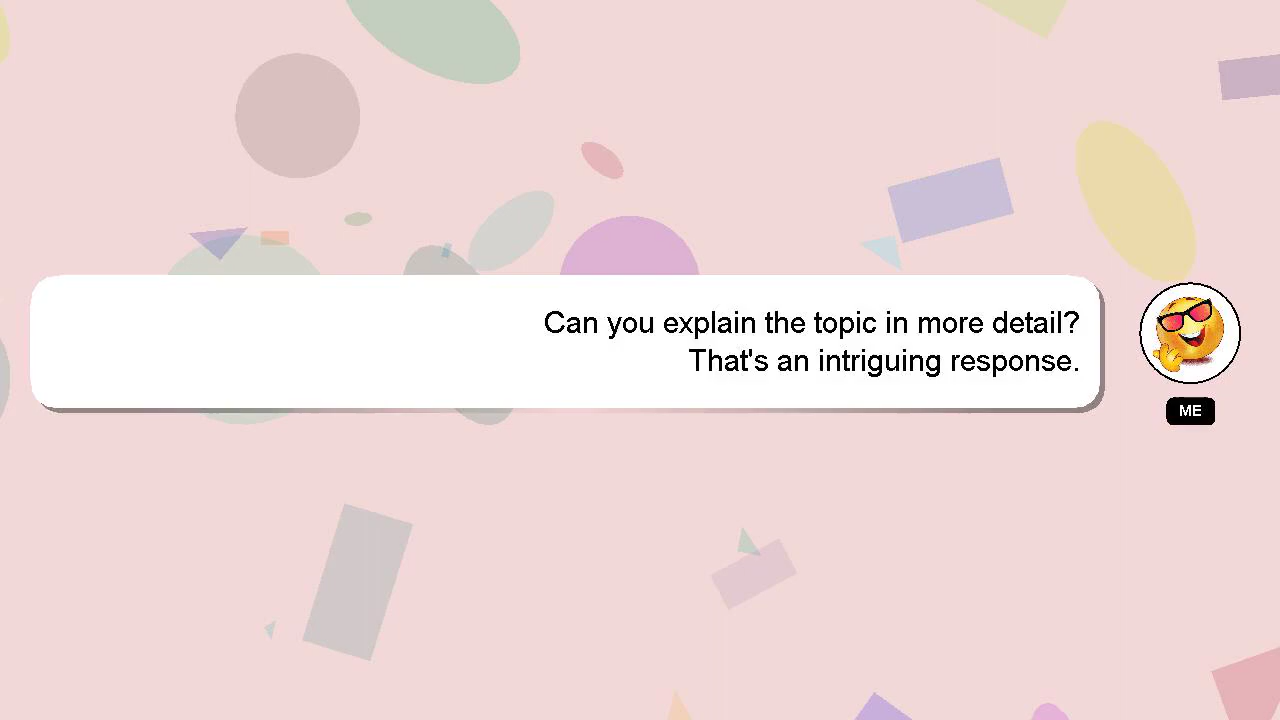 Can you explain the topic in more detail?
That's an intriguing response.
ME